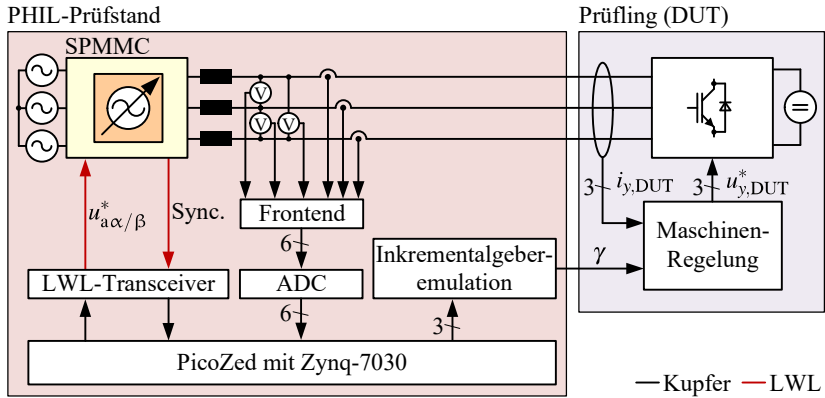 PHIL-Prüfstand
Prüfling (DUT)
SPMMC
V
V
V
=
u*aα/β
Sync.
Frontend
3
iy,DUT
3
u*y,DUT
6
Maschinen-
Regelung
LWL-Transceiver
ADC
Inkrementalgeber-
emulation
γ
6
3
PicoZed mit Zynq-7030
Kupfer
LWL